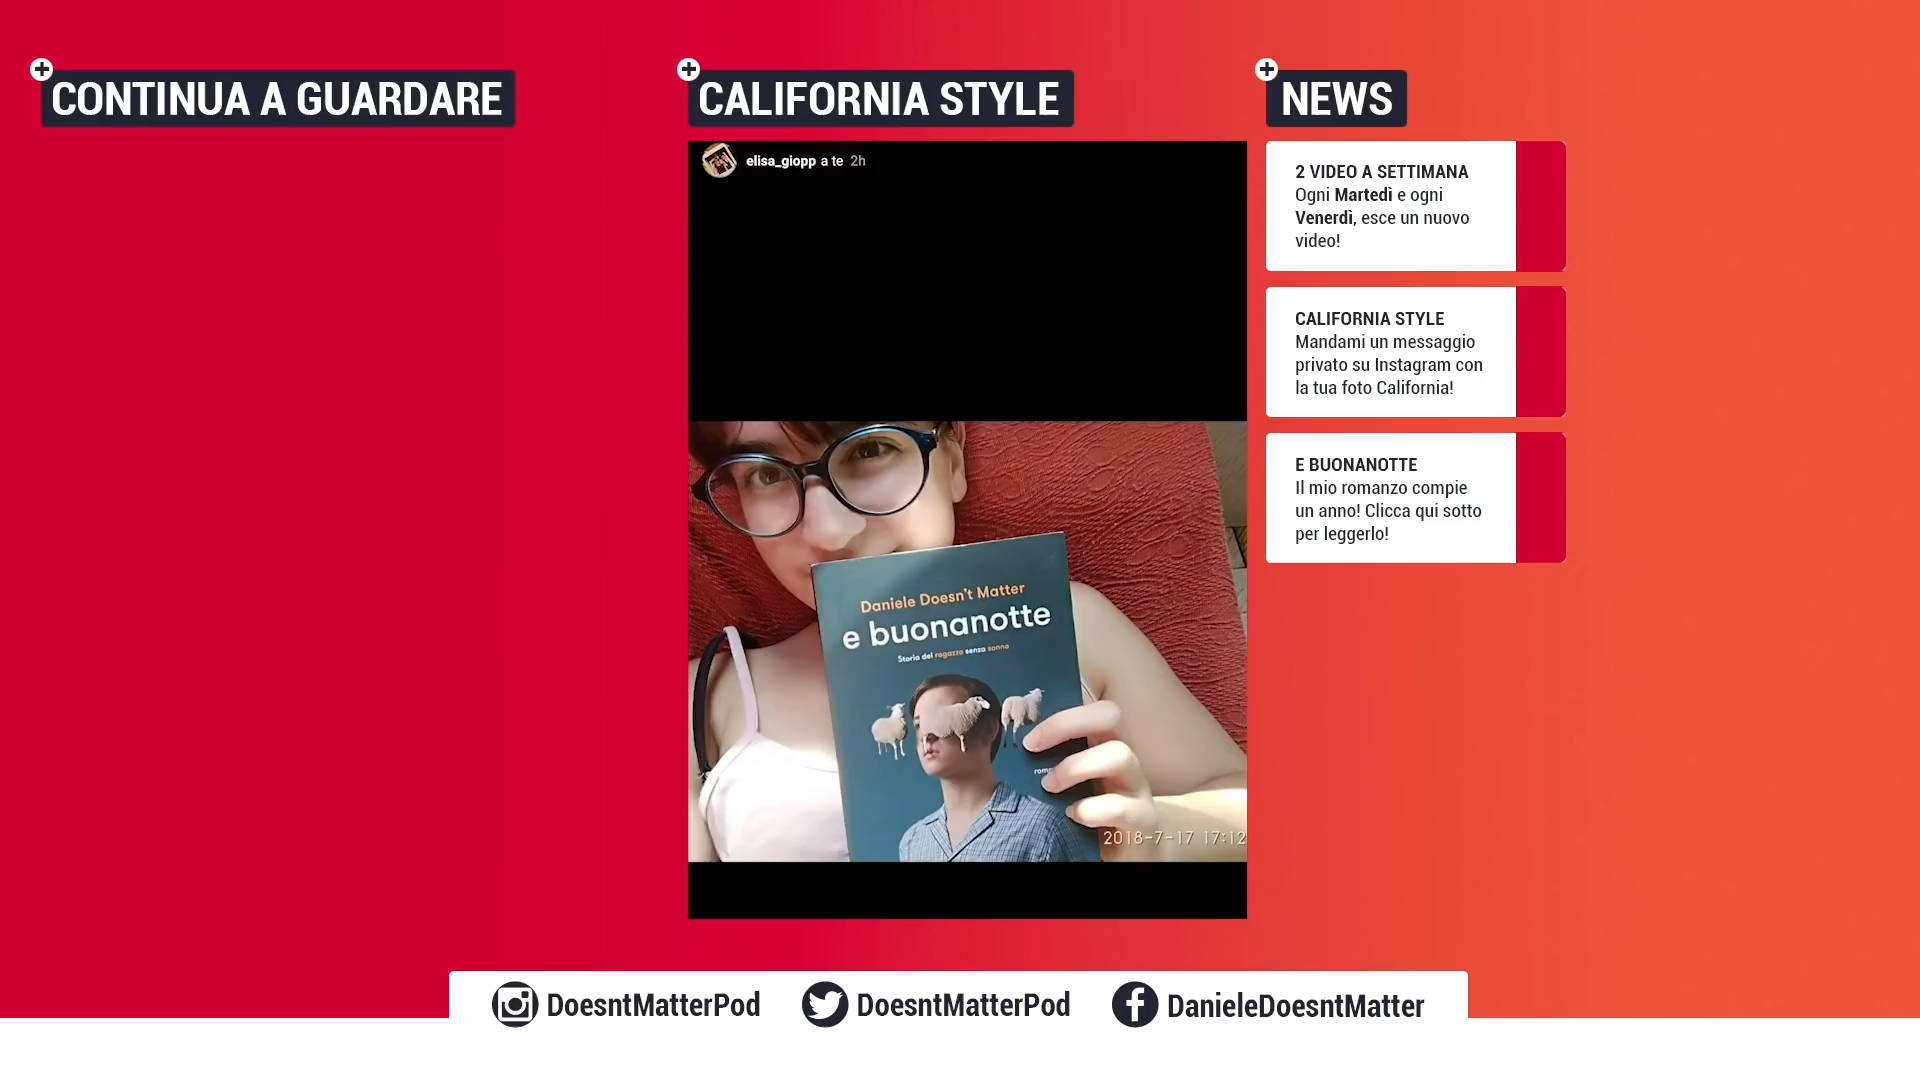 CONTINUA A GUARDARE
CALIFORNIA STYLE
elisa_giopp a te 2h
Daniele Doesn't Matter
e buonanotte
Storia del ragazzo senza sonno
2018-7-17 17:12
NEWS
2 VIDEO A SETTIMANA
Ogni Martedì e ogni
Venerdì, esce un nuovo
video!
CALIFORNIA STYLE
Mandami un messaggio
privato su Instagram con
la tua foto California!
E BUONANOTTE
Il mio romanzo compie
un anno! Clicca qui sotto
per leggerlo!
DoesntMatterPod
DoesntMatterPod
DanieleDoesntMatter